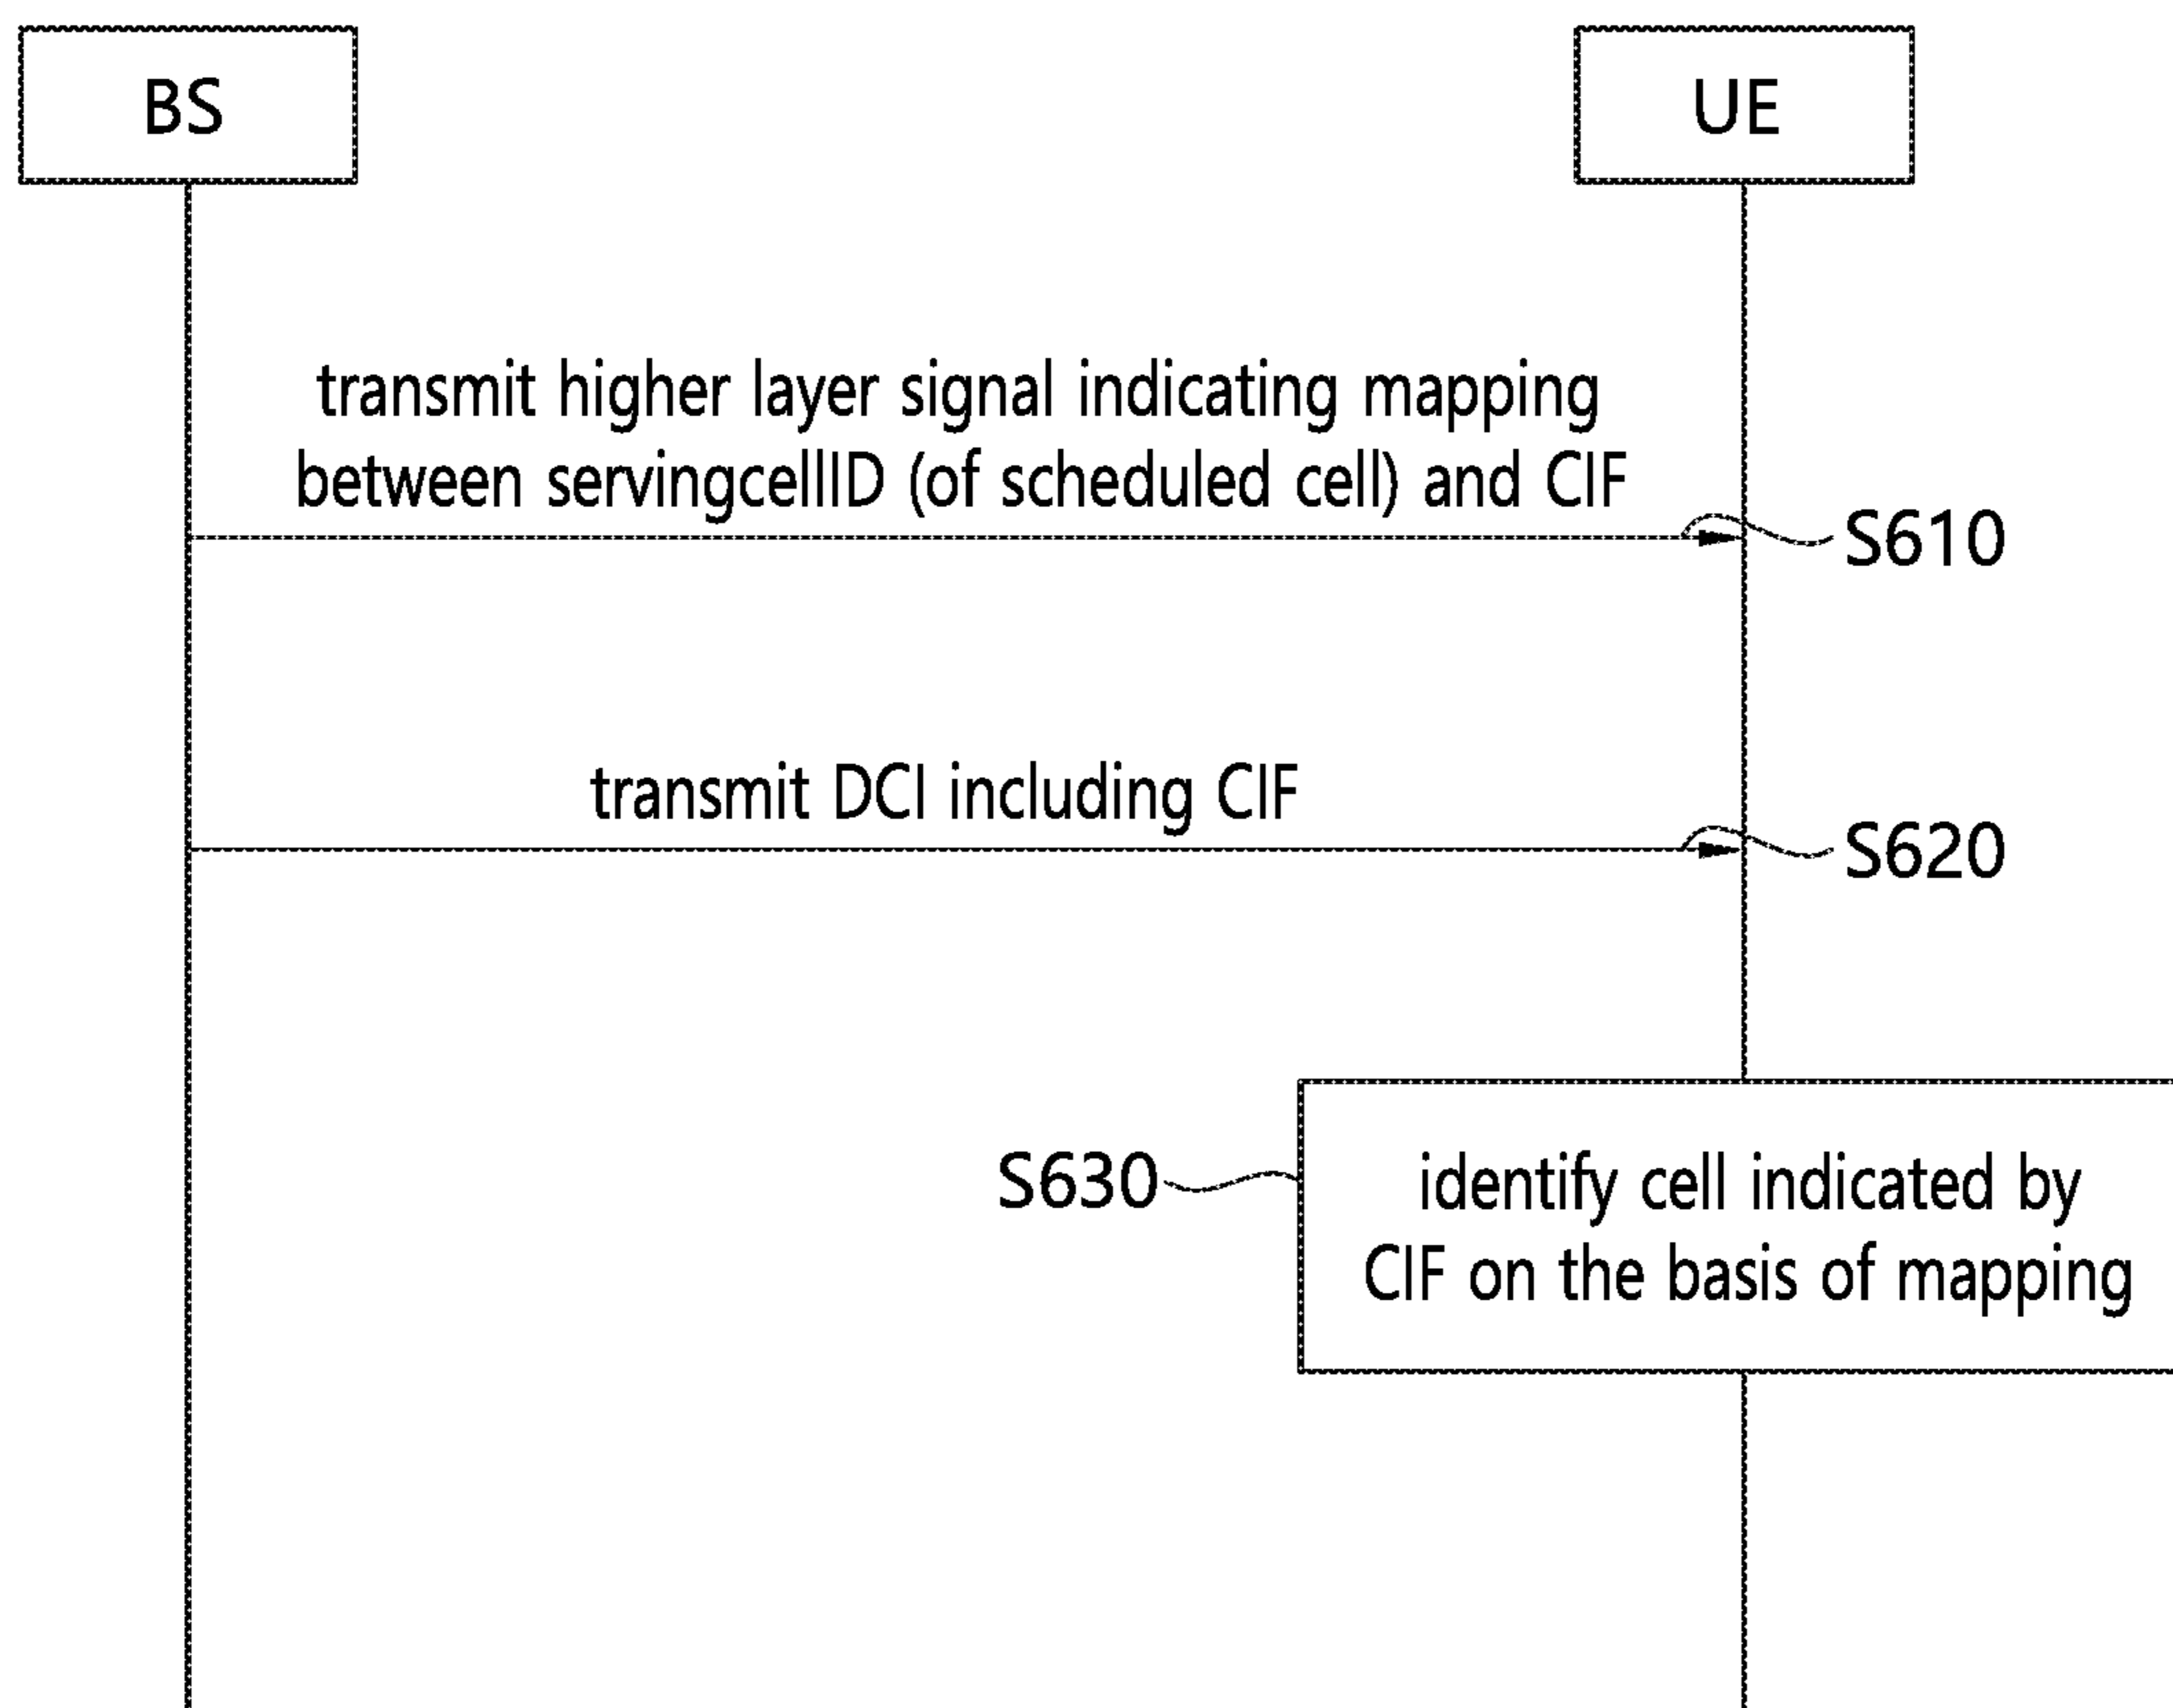 BS
UE
transmit higher layer signal indicating mapping
between servingcellID (of scheduled cell) and CIF
S610
transmit DCI including CIF
S620
S630
identify cell indicated by
CIF on the basis of mapping